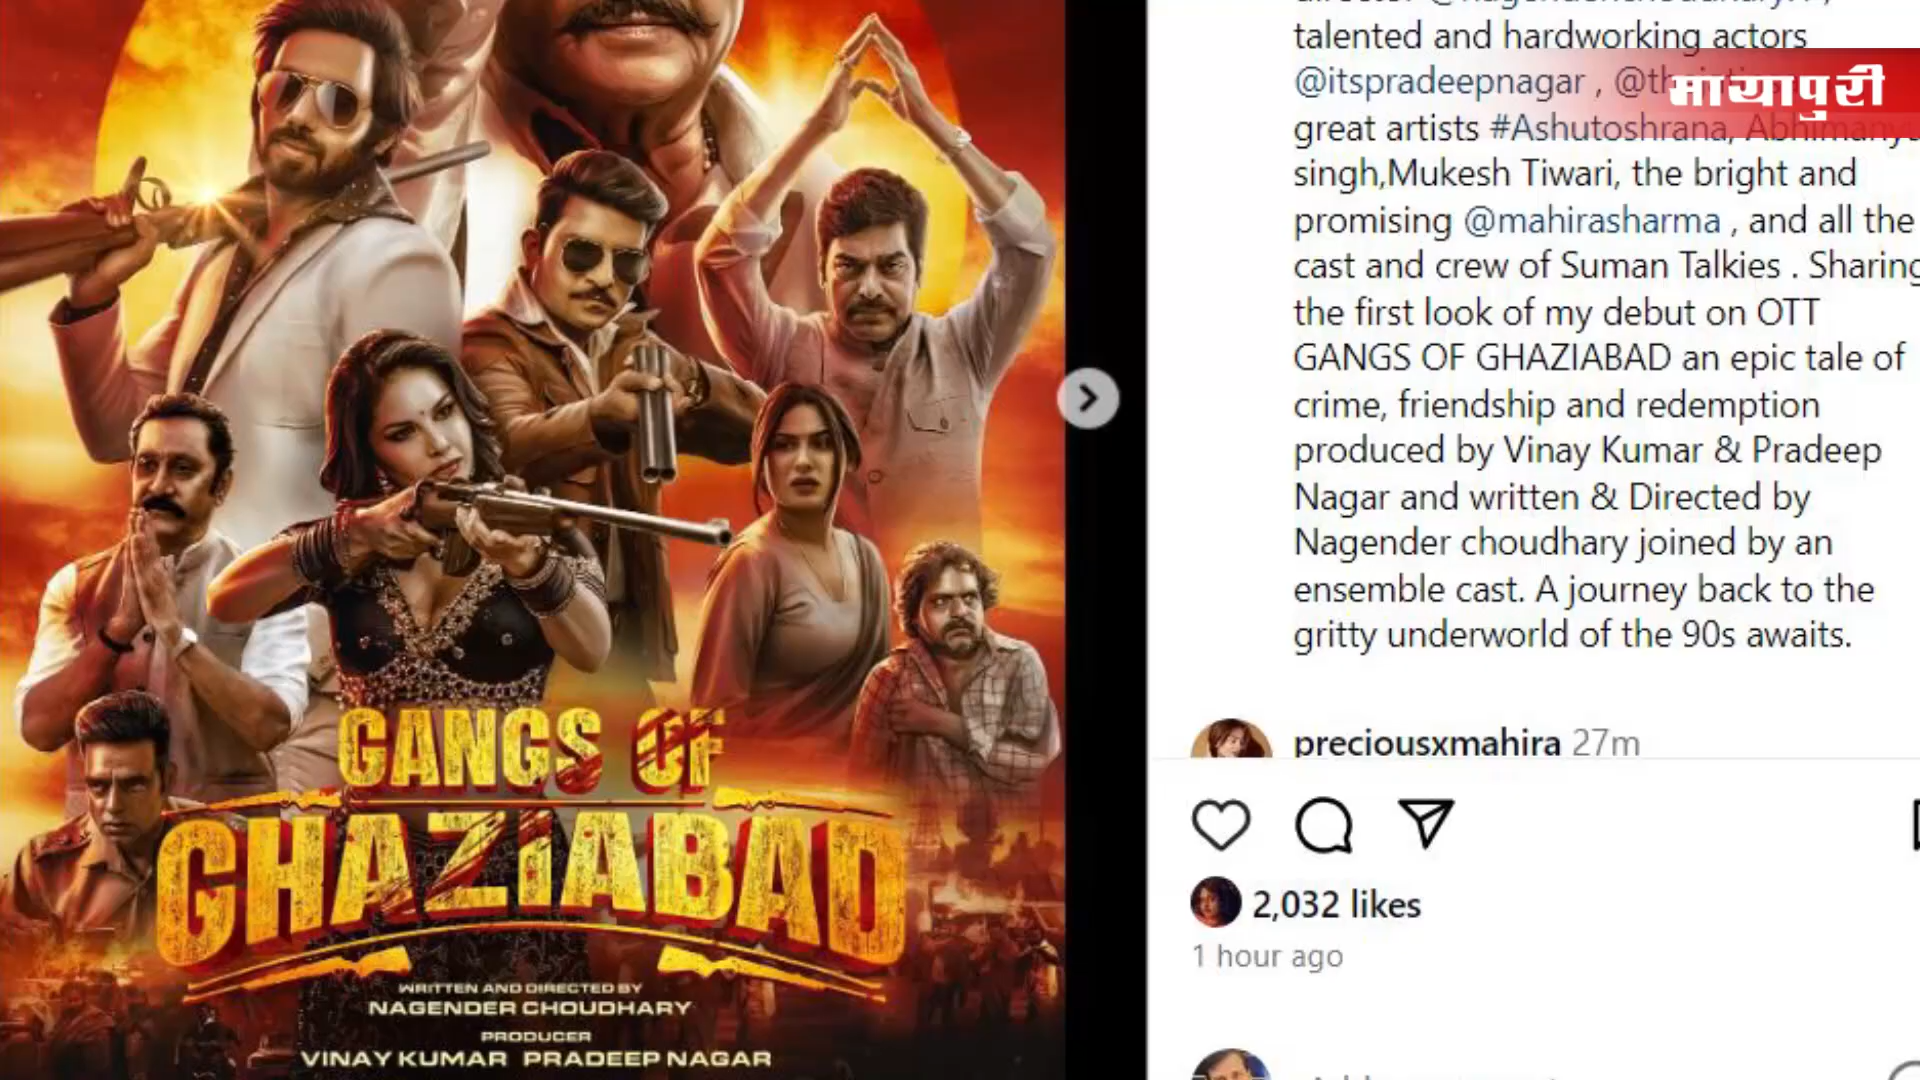 GANGS OF
GHAZIABAD
WRITTEN AND DIRECTED BY
NAGENDER CHOUDHARY
PRODUCER
VINAY KUMAR PRADEEP NAGAR
talented and hardworking actors
@itspradeepnagar ,
great artists #Ashutoshrana, Abhimany
singh,Mukesh Tiwari, the bright and
promising @mahirasharma , and all the
cast and crew of Suman Talkies . Sharing
the first look of my debut on OTT
GANGS OF GHAZIABAD an epic tale of
crime, friendship and redemption
produced by Vinay Kumar & Pradeep
Nagar and written & Directed by
Nagender choudhary joined by an
ensemble cast. A journey back to the
gritty underworld of the 90s awaits.
preciousxmahira 27m
2,032 likes
1 hour ago
मायापुरी